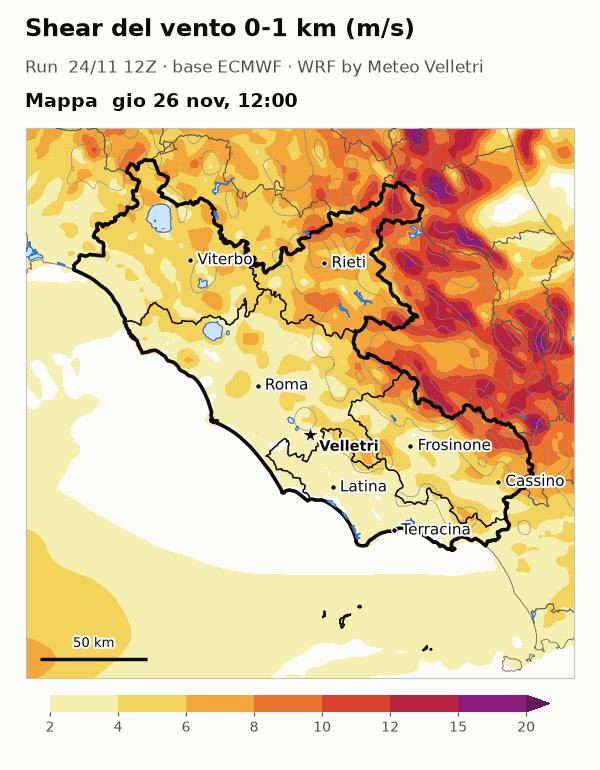 Shear del vento 0-1 km (m/s)
Run  24/11 12Z · base ECMWF · WRF by Meteo Velletri
Mappa  gio 26 nov, 12:00
Viterbo
Rieti
Roma
Velletri
Frosinone
Cassino
Latina
Terracina
50 km
2 4 6 8 10 12 15 20